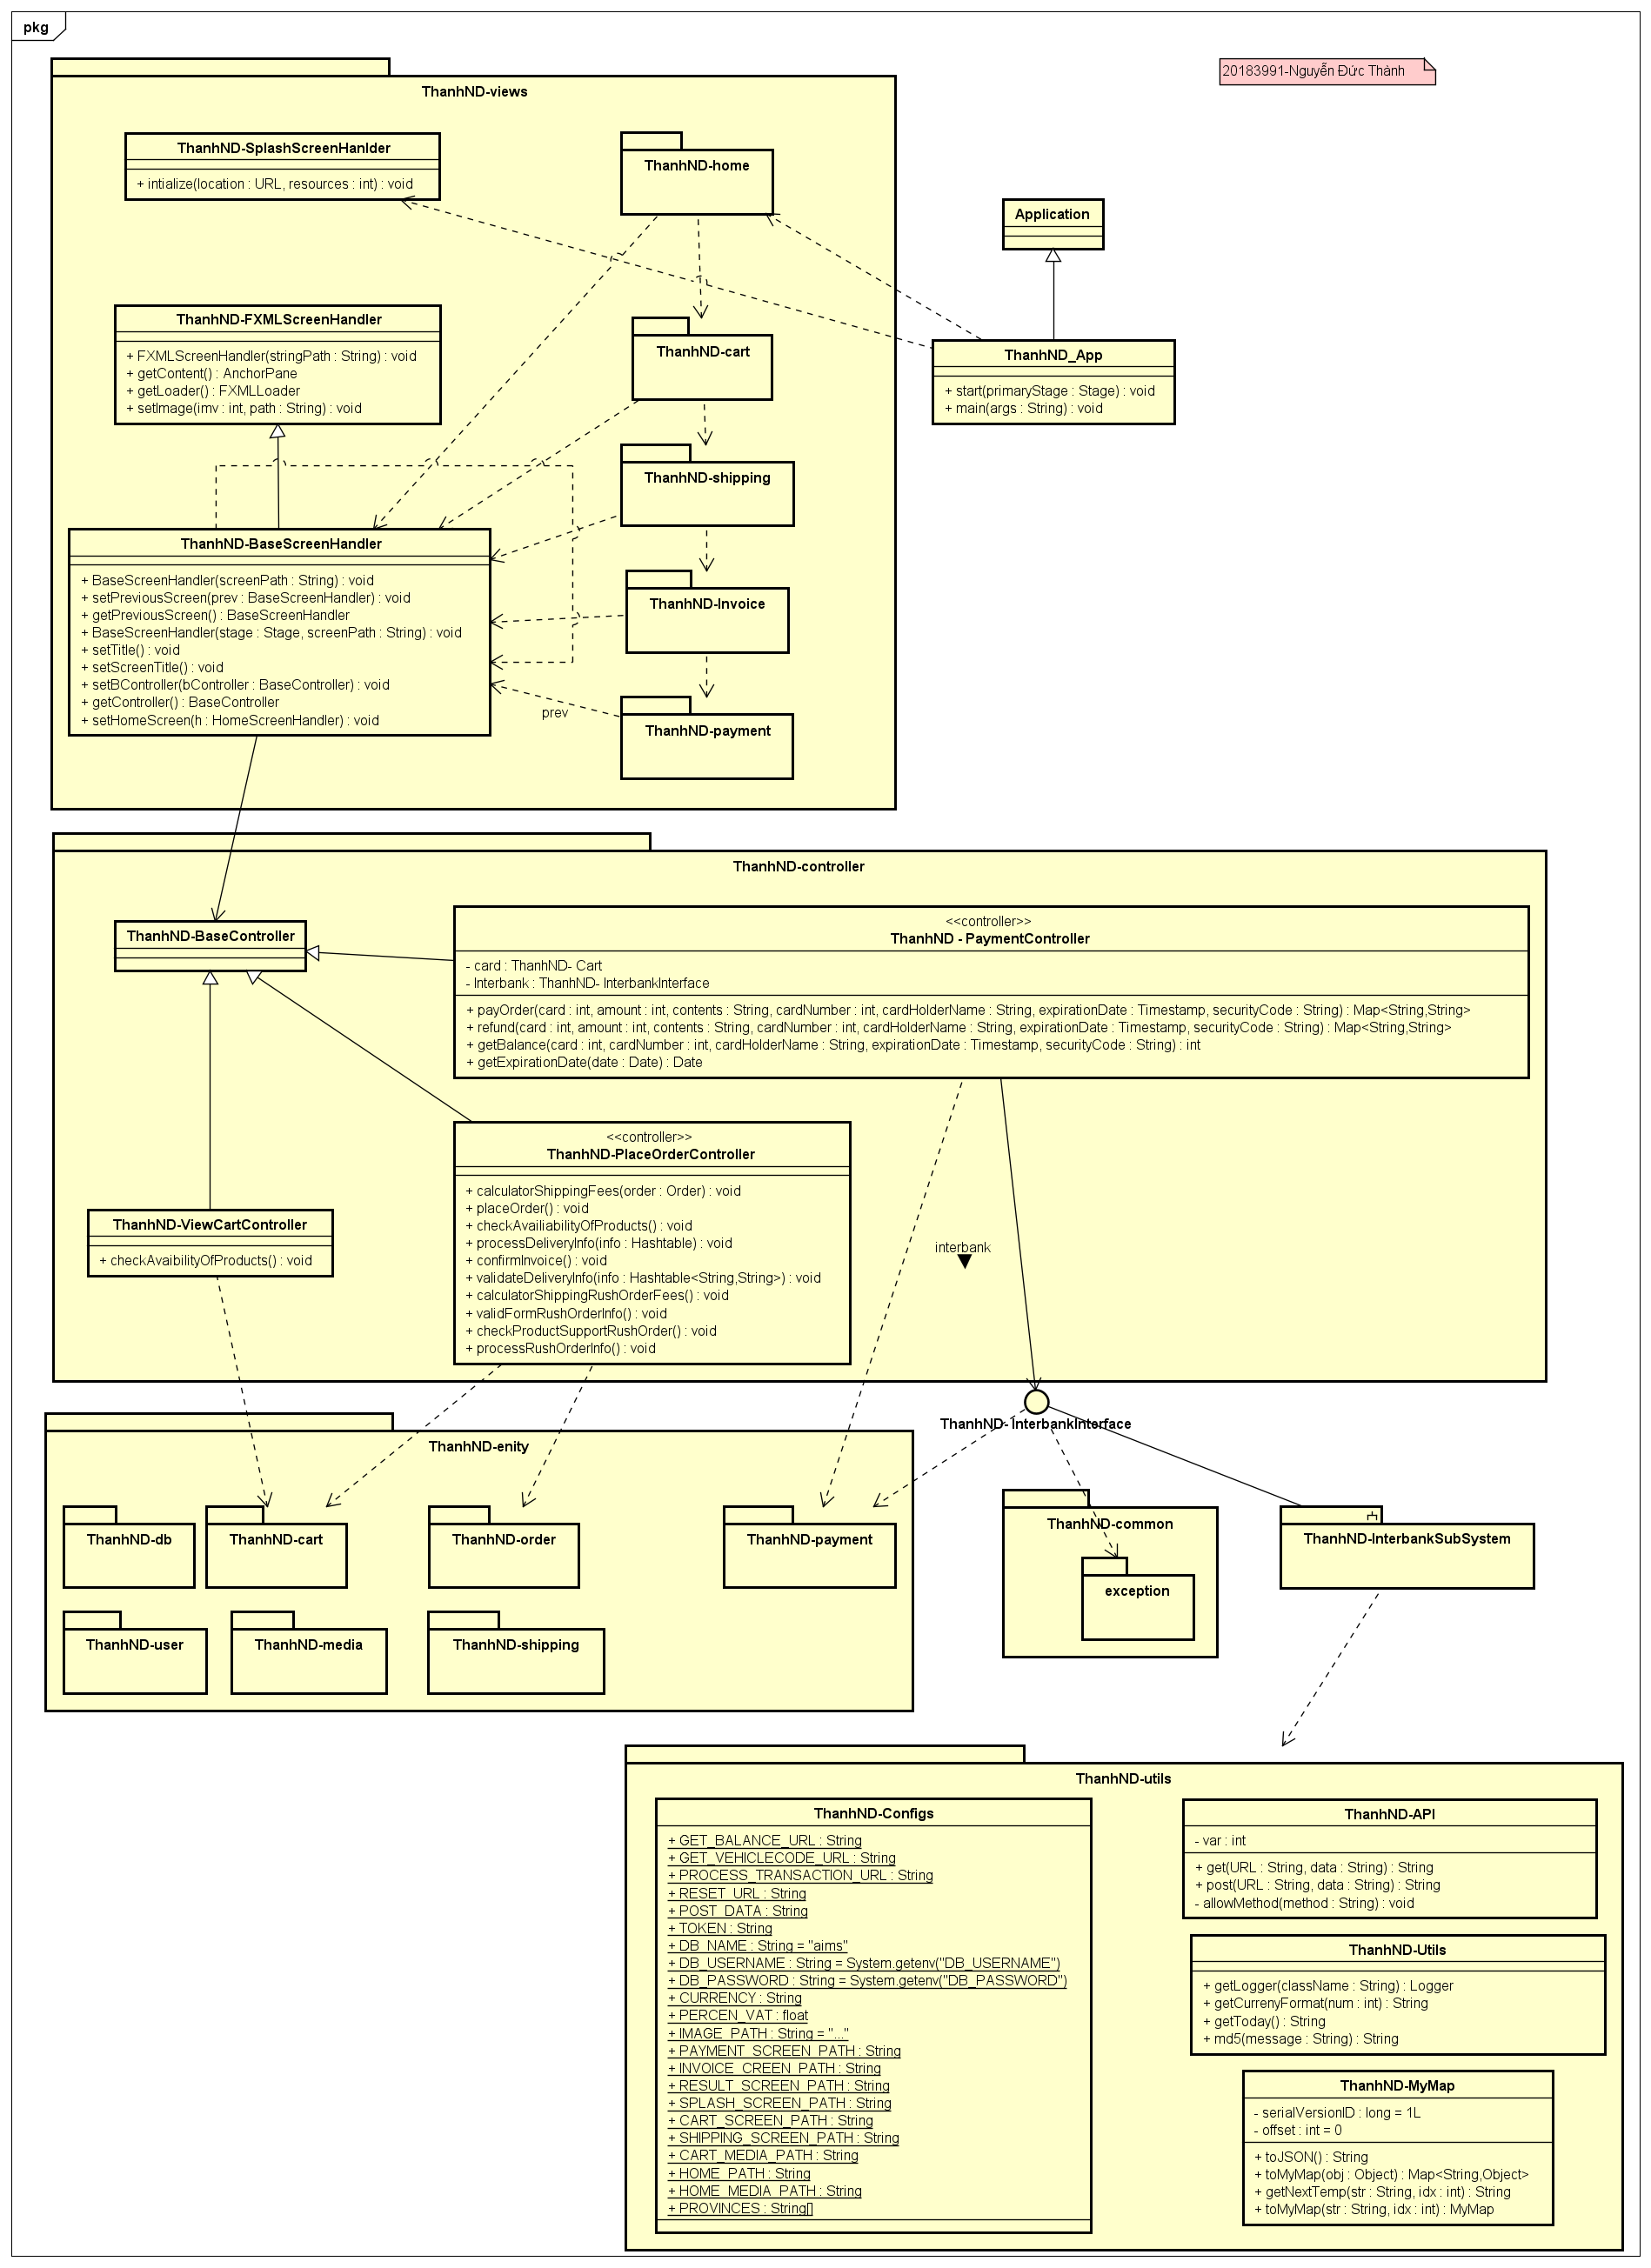 pkg
20183991-Nguyễn Đức Thành
ThanhND-views
ThanhND-SplashScreenHanlder
+ intialize(location : URL, resources : int) : void
ThanhND-home
Application
ThanhND-FXMLScreenHandler
+ FXMLScreenHandler(stringPath : String) : void
+ getContent() : AnchorPane
+ getLoader() : FXMLLoader
+ setImage(imv : int, path : String) : void
ThanhND-cart
ThanhND_App
+ start(primaryStage : Stage) : void
+ main(args : String) : void
ThanhND-shipping
ThanhND-BaseScreenHandler
+ BaseScreenHandler(screenPath : String) : void
+ setPreviousScreen(prev : BaseScreenHandler) : void
+ getPreviousScreen() : BaseScreenHandler
+ BaseScreenHandler(stage : Stage, screenPath : String) : void
+ setTitle() : void
+ setScreenTitle() : void
+ setBController(bController : BaseController) : void
+ getController() : BaseController
+ setHomeScreen(h : HomeScreenHandler) : void
ThanhND-Invoice
prev
ThanhND-payment
ThanhND-controller
ThanhND-BaseController
<<controller>>
ThanhND - PaymentController
- card : ThanhND- Cart
- Interbank : ThanhND- InterbankInterface
+ payOrder(card : int, amount : int, contents : String, cardNumber : int, cardHolderName : String, expirationDate : Timestamp, securityCode : String) : Map<String,String>
+ refund(card : int, amount : int, contents : String, cardNumber : int, cardHolderName : String, expirationDate : Timestamp, securityCode : String) : Map<String,String>
+ getBalance(card : int, cardNumber : int, cardHolderName : String, expirationDate : Timestamp, securityCode : String) : int
+ getExpirationDate(date : Date) : Date
<<controller>>
ThanhND-PlaceOrderController
+ calculatorShippingFees(order : Order) : void
+ placeOrder() : void
+ checkAvailiabilityOfProducts() : void
+ processDeliveryInfo(info : Hashtable) : void
+ confirmInvoice() : void
+ validateDeliveryInfo(info : Hashtable<String,String>) : void
+ calculatorShippingRushOrderFees() : void
+ validFormRushOrderInfo() : void
+ checkProductSupportRushOrder() : void
+ processRushOrderInfo() : void
ThanhND-ViewCartController
+ checkAvaibilityOfProducts() : void
interbank
ThanhND- InterbankInterface
ThanhND-enity
ThanhND-db
ThanhND-cart
ThanhND-order
ThanhND-payment
ThanhND-user
ThanhND-media
ThanhND-shipping
ThanhND-common
exception
ThanhND-InterbankSubSystem
ThanhND-utils
ThanhND-Configs
+ GET_BALANCE_URL : String
+ GET_VEHICLECODE_URL : String
+ PROCESS_TRANSACTION_URL : String
+ RESET_URL : String
+ POST_DATA : String
+ TOKEN : String
+ DB_NAME : String = "aims"
+ DB_USERNAME : String = System.getenv("DB_USERNAME")
+ DB_PASSWORD : String = System.getenv("DB_PASSWORD")
+ CURRENCY : String
+ PERCEN_VAT : float
+ IMAGE_PATH : String = "..."
+ PAYMENT_SCREEN_PATH : String
+ INVOICE_CREEN_PATH : String
+ RESULT_SCREEN_PATH : String
+ SPLASH_SCREEN_PATH : String
+ CART_SCREEN_PATH : String
+ SHIPPING_SCREEN_PATH : String
+ CART_MEDIA_PATH : String
+ HOME_PATH : String
+ HOME_MEDIA_PATH : String
+ PROVINCES : String[]
ThanhND-API
- var : int
+ get(URL : String, data : String) : String
+ post(URL : String, data : String) : String
- allowMethod(method : String) : void
ThanhND-Utils
+ getLogger(className : String) : Logger
+ getCurrenyFormat(num : int) : String
+ getToday() : String
+ md5(message : String) : String
ThanhND-MyMap
- serialVersionID : long = 1L
- offset : int = 0
+ toJSON() : String
+ toMyMap(obj : Object) : Map<String,Object>
+ getNextTemp(str : String, idx : int) : String
+ toMyMap(str : String, idx : int) : MyMap